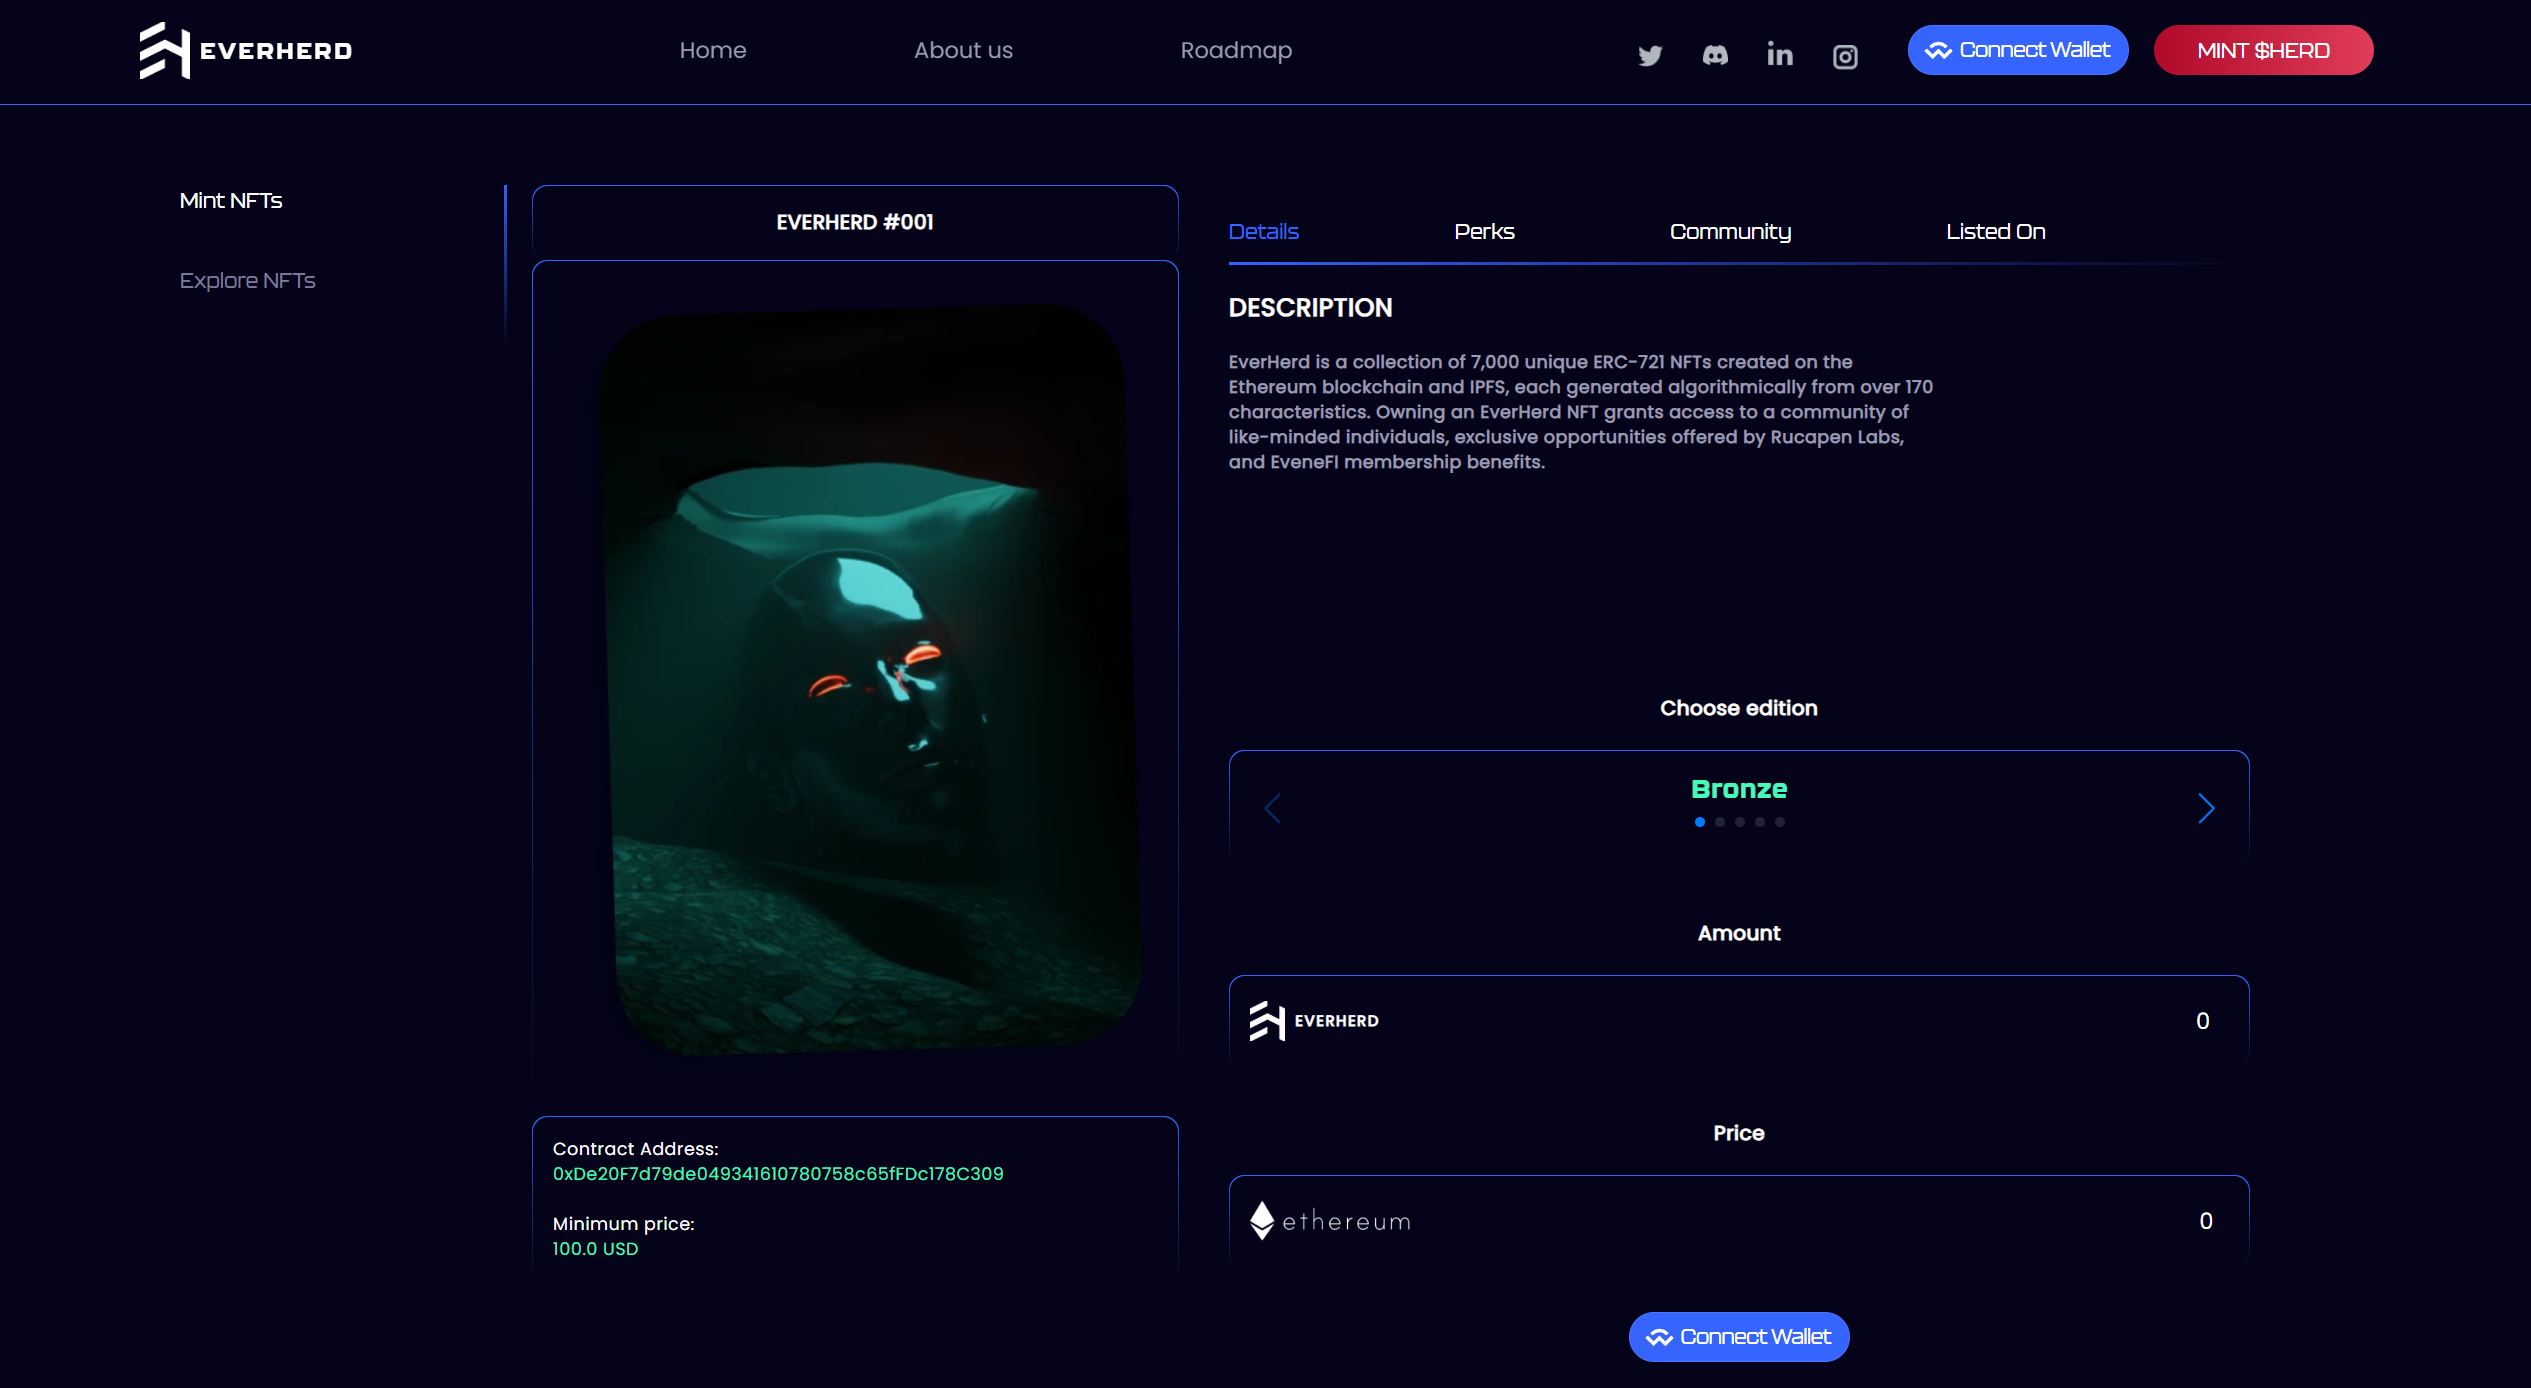 EVERHERD
Home
About us
Roadmap
Connect Wallet
MINT $HERD
Mint NFTs
Explore NFTs
EVERHERD #001
Contract Address:
0xDe20F7d79de049341610780758c65fFDc178C309
Minimum price:
100.0 USD
Details
Perks
Community
Listed On
DESCRIPTION
EverHerd is a collection of 7,000 unique ERC-721 NFTs created on the
Ethereum blockchain and IPFS, each generated algorithmically from over 170
characteristics. Owning an EverHerd NFT grants access to a community of
like-minded individuals, exclusive opportunities offered by Rucapen Labs,
and EveneFI membership benefits.
Choose edition
Bronze
Amount
EVERHERD
0
Price
ethereum
0
Connect Wallet